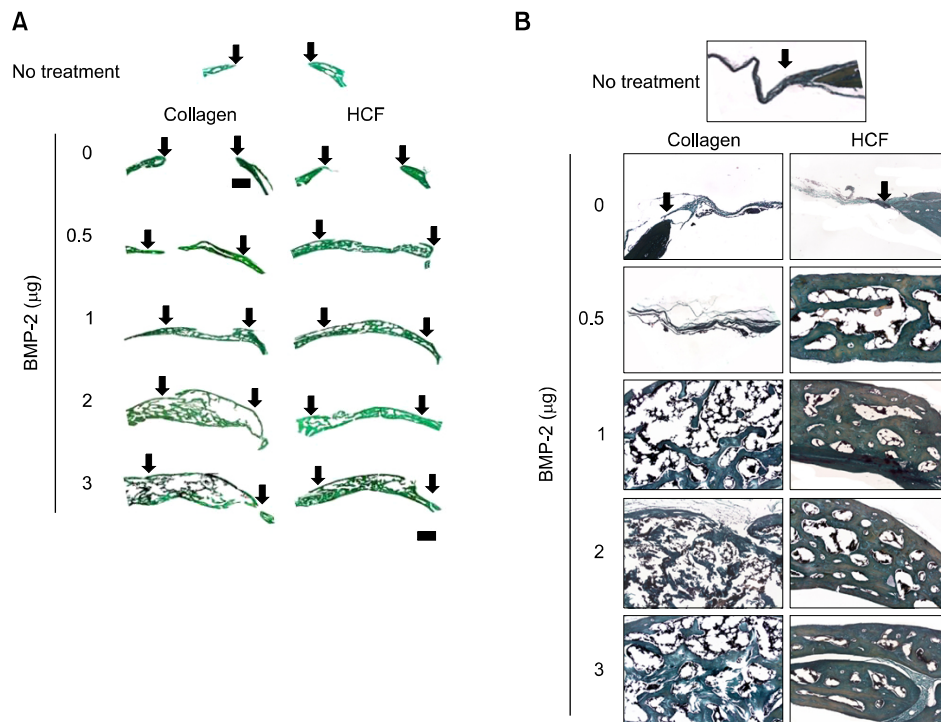 A
No treatment
Collagen HCF
0
0.5
1
2
3
BMP-2 (μg)
B
No treatment
Collagen HCF
0
0.5
1
2
3
BMP-2 (μg)